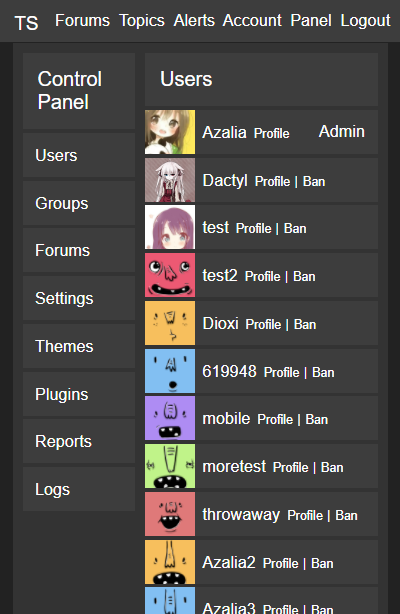 TS Forums Topics Alerts Account Panel Logout
Control
Panel
Users
Groups
Forums
Settings
Themes
Plugins
Reports
Logs
Users
Azalia Profile Admin
Dactyl Profile | Ban
test Profile | Ban
test2 Profile | Ban
Dioxi Profile | Ban
619948 Profile | Ban
mobile Profile | Ban
moretest Profile | Ban
throwaway Profile | Ban
Azalia2 Profile | Ban
Azalia3 Profile | Ban